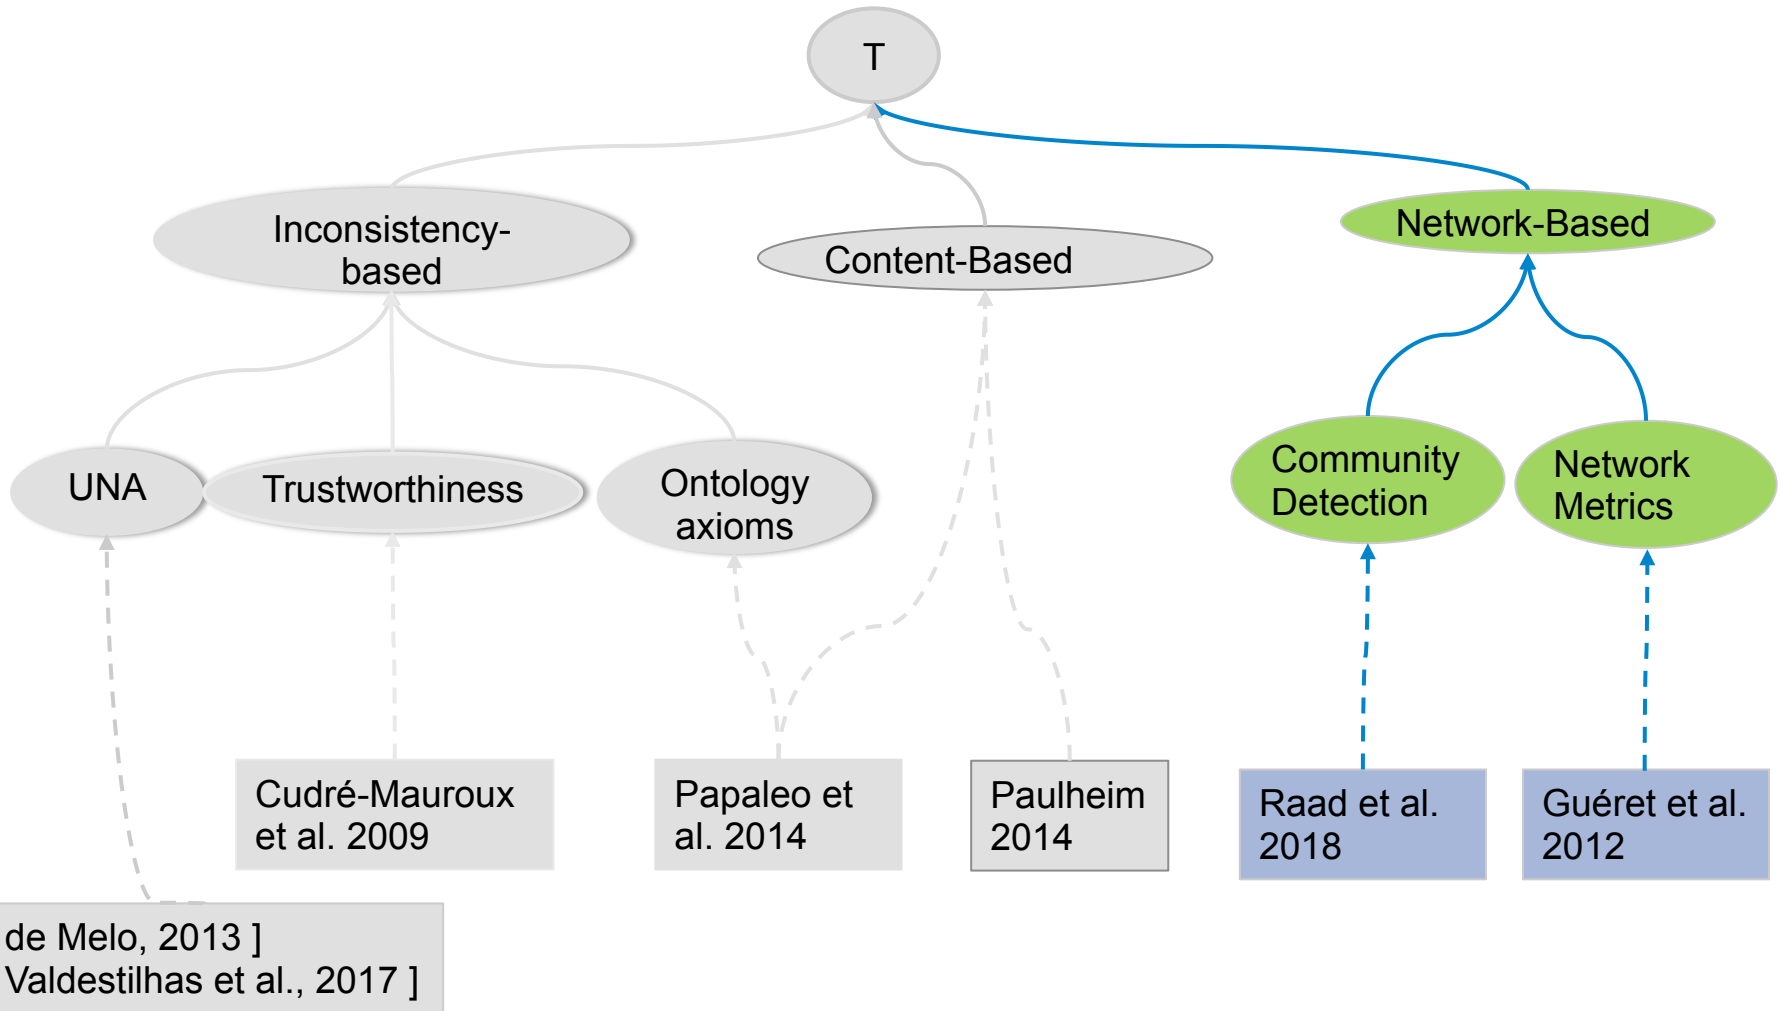 T
Inconsistency-
based
Content-Based
Network-Based
UNA
Trustworthiness
Ontology
axioms
Community
Detection
Network
Metrics
Cudré-Mauroux
et al. 2009
Papaleo et
al. 2014
Paulheim
2014
Raad et al.
2018
Guéret et al.
2012
de Melo, 2013 ]
Valdestilhas et al., 2017 ]